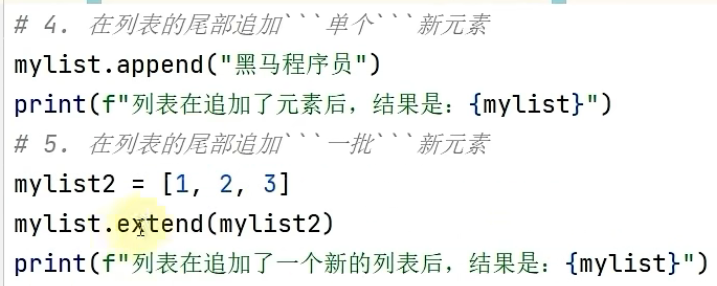 # 4. 在列表的尾部追加```单个```新元素
mylist.append("黑马程序员")
print(f"列表在追加了元素后，结果是：{mylist}")
# 5. 在列表的尾部追加```一批```新元素
mylist2 = [1, 2, 3]
mylist.extend(mylist2)
print(f"列表在追加了一个新的列表后，结果是：{mylist}")